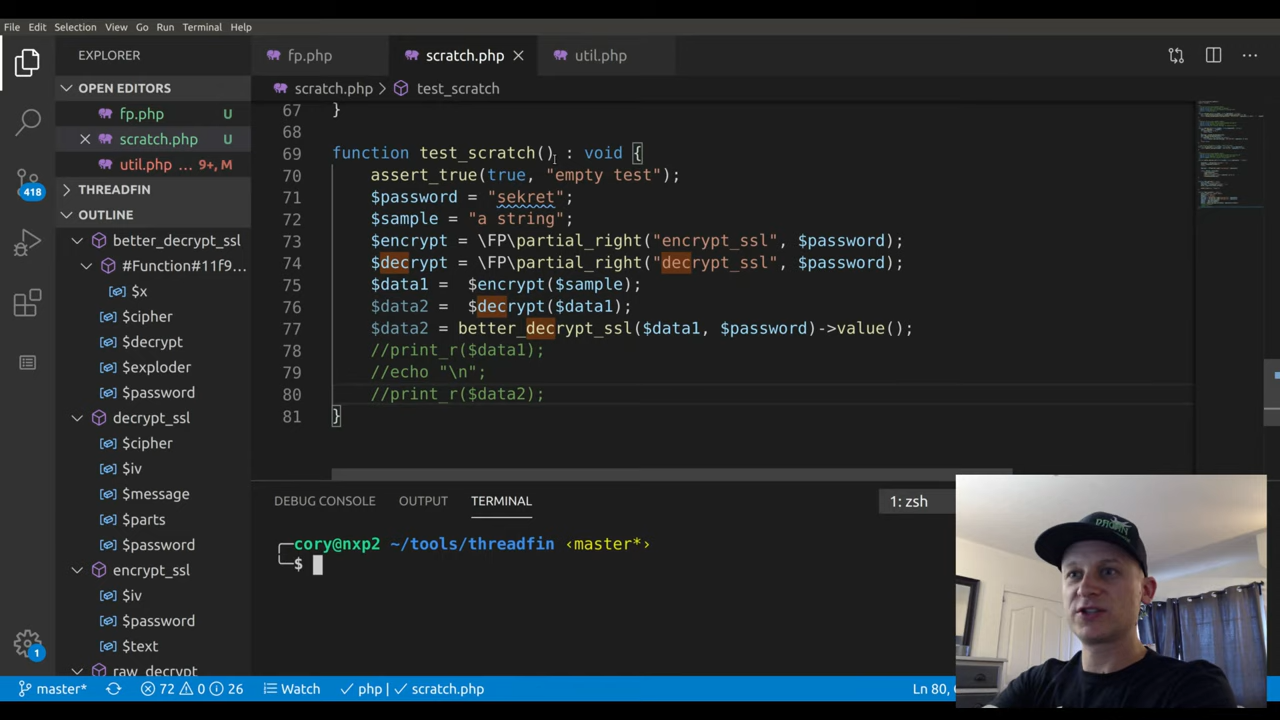 File Edit Selection View Go Run Terminal Help
EXPLORER
fp.php
scratch.php
util.php
OPEN EDITORS
scratch.php > test_scratch
fp.php U
scratch.php U
util.php ... 9+, M
THREADFIN
OUTLINE
better_decrypt_ssl
#Function#11f9...
$x
$cipher
$decrypt
$exploder
$password
decrypt_ssl
$cipher
$iv
$message
$parts
$password
encrypt_ssl
$iv
$password
$text
raw_decrypt
418
1
67 }
68
69 function test_scratch() : void {
70 assert_true(true, "empty test");
71 $password = "sekret";
72 $sample = "a string";
73 $encrypt = \FP\partial_right("encrypt_ssl", $password);
74 $decrypt = \FP\partial_right("decrypt_ssl", $password);
75 $data1 =  $encrypt($sample);
76 $data2 =  $decrypt($data1);
77 $data2 = better_decrypt_ssl($data1, $password)->value();
78 //print_r($data1);
79 //echo "\n";
80 //print_r($data2);
81 }
DEBUG CONSOLE OUTPUT TERMINAL 1: zsh
cory@nxp2 ~/tools/threadfin ‹master*›
$
master* 72 0 26 Watch php | scratch.php Ln 80,